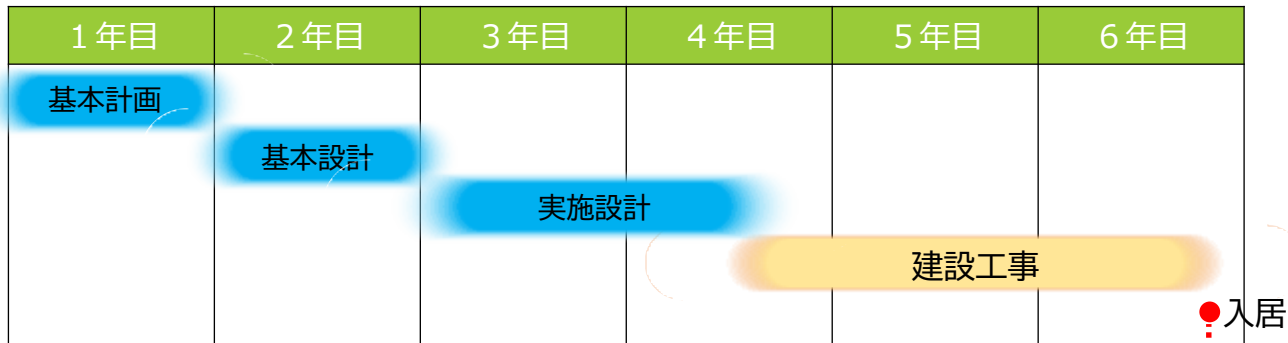 1年目 2年目 3年目 4年目 5年目 6年目
基本計画
基本設計
実施設計
建設工事
入居